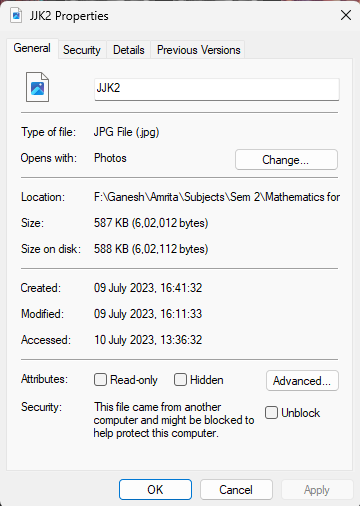 JJK2 Properties
General Security Details Previous Versions
JJK2
Type of file: JPG File (.jpg)
Opens with: Photos Change...
Location: F:\Ganesh\Amrita\Subjects\Sem 2\Mathematics for
Size: 587 KB (6,02,012 bytes)
Size on disk: 588 KB (6,02,112 bytes)
Created: 09 July 2023, 16:41:32
Modified: 09 July 2023, 16:11:33
Accessed: 10 July 2023, 13:36:32
Attributes: Read-only Hidden Advanced...
Security: This file came from another Unblock
computer and might be blocked to
help protect this computer.
OK Cancel Apply